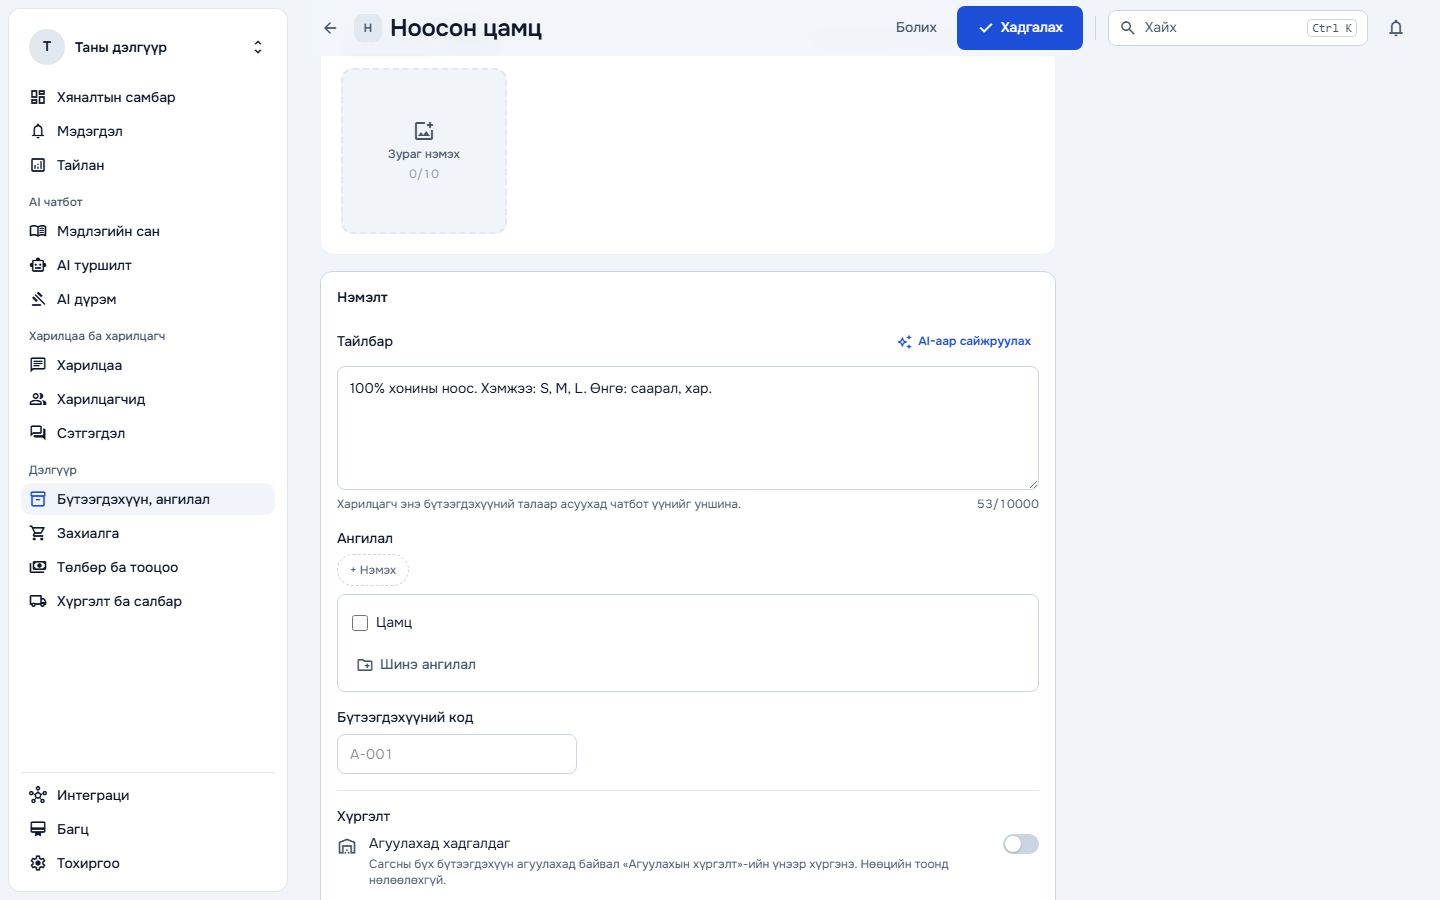 Т
Таны дэлгүүр
Хяналтын самбар
Мэдэгдэл
Тайлан
AI чатбот
Мэдлэгийн сан
AI туршилт
AI дүрэм
Харилцаа ба харилцагч
Харилцаа
Харилцагчид
Сэтгэгдэл
Дэлгүүр
Бүтээгдэхүүн, ангилал
Захиалга
Төлбөр ба тооцоо
Хүргэлт ба салбар
Интеграци
Багц
Тохиргоо
Н
Ноосон цамц
Болих
Хадгалах
Хайх
Ctrl K
Зураг нэмэх
0/10
Нэмэлт
Тайлбар
AI-аар сайжруулах
100% хонины ноос. Хэмжээ: S, M, L. Өнгө: саарал, хар.
Харилцагч энэ бүтээгдэхүүний талаар асуухад чатбот үүнийг уншина.
53/10000
Ангилал
+ Нэмэх
Цамц
Шинэ ангилал
Бүтээгдэхүүний код
A-001
Хүргэлт
Агуулахад хадгалдаг
Сагсны бүх бүтээгдэхүүн агуулахад байвал «Агуулахын хүргэлт»-ийн үнээр хүргэнэ. Нөөцийн тоонд
нөлөөлөхгүй.